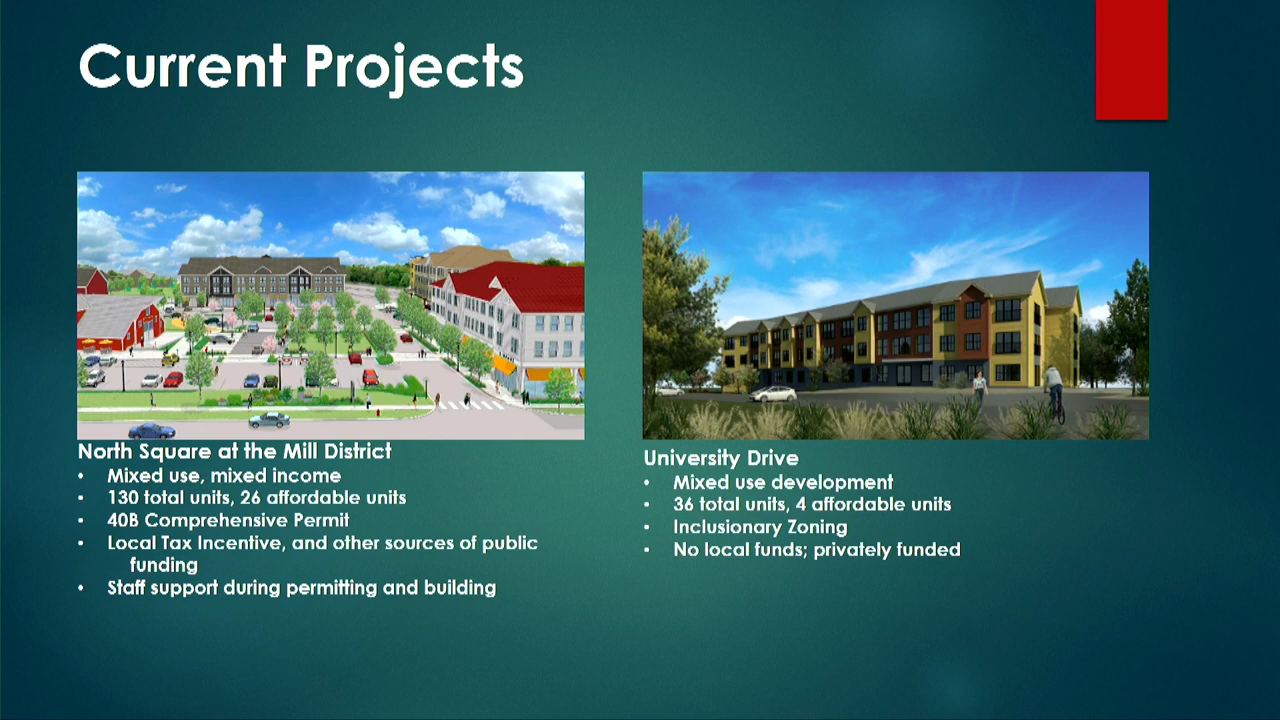 Current Projects
North Square at the Mill District
• Mixed use, mixed income
• 130 total units, 26 affordable units
• 40B Comprehensive Permit
• Local Tax Incentive, and other sources of public
funding
• Staff support during permitting and building
University Drive
• Mixed use development
• 36 total units, 4 affordable units
• Inclusionary Zoning
• No local funds; privately funded